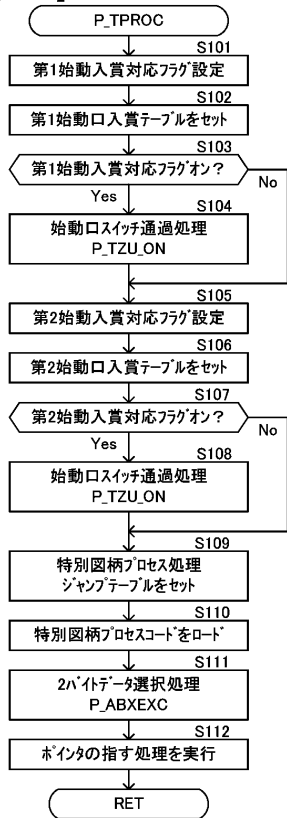 P_TPROC
S101
第1始動入賞対応フラグ設定
S102
第1始動口入賞テーブルをセット
S103
第1始動入賞対応フラグオン?
No
Yes
S104
始動口スイッチ通過処理
P_TZU_ON
S105
第2始動入賞対応フラグ設定
S106
第2始動口入賞テーブルをセット
S107
第2始動入賞対応フラグオン?
No
Yes
S108
始動口スイッチ通過処理
P_TZU_ON
S109
特別図柄プロセス処理
ジャンプテーブルをセット
S110
特別図柄プロセスコードをロード
S111
2バイトデータ選択処理
P_ABXEXC
S112
ポインタの指す処理を実行
RET